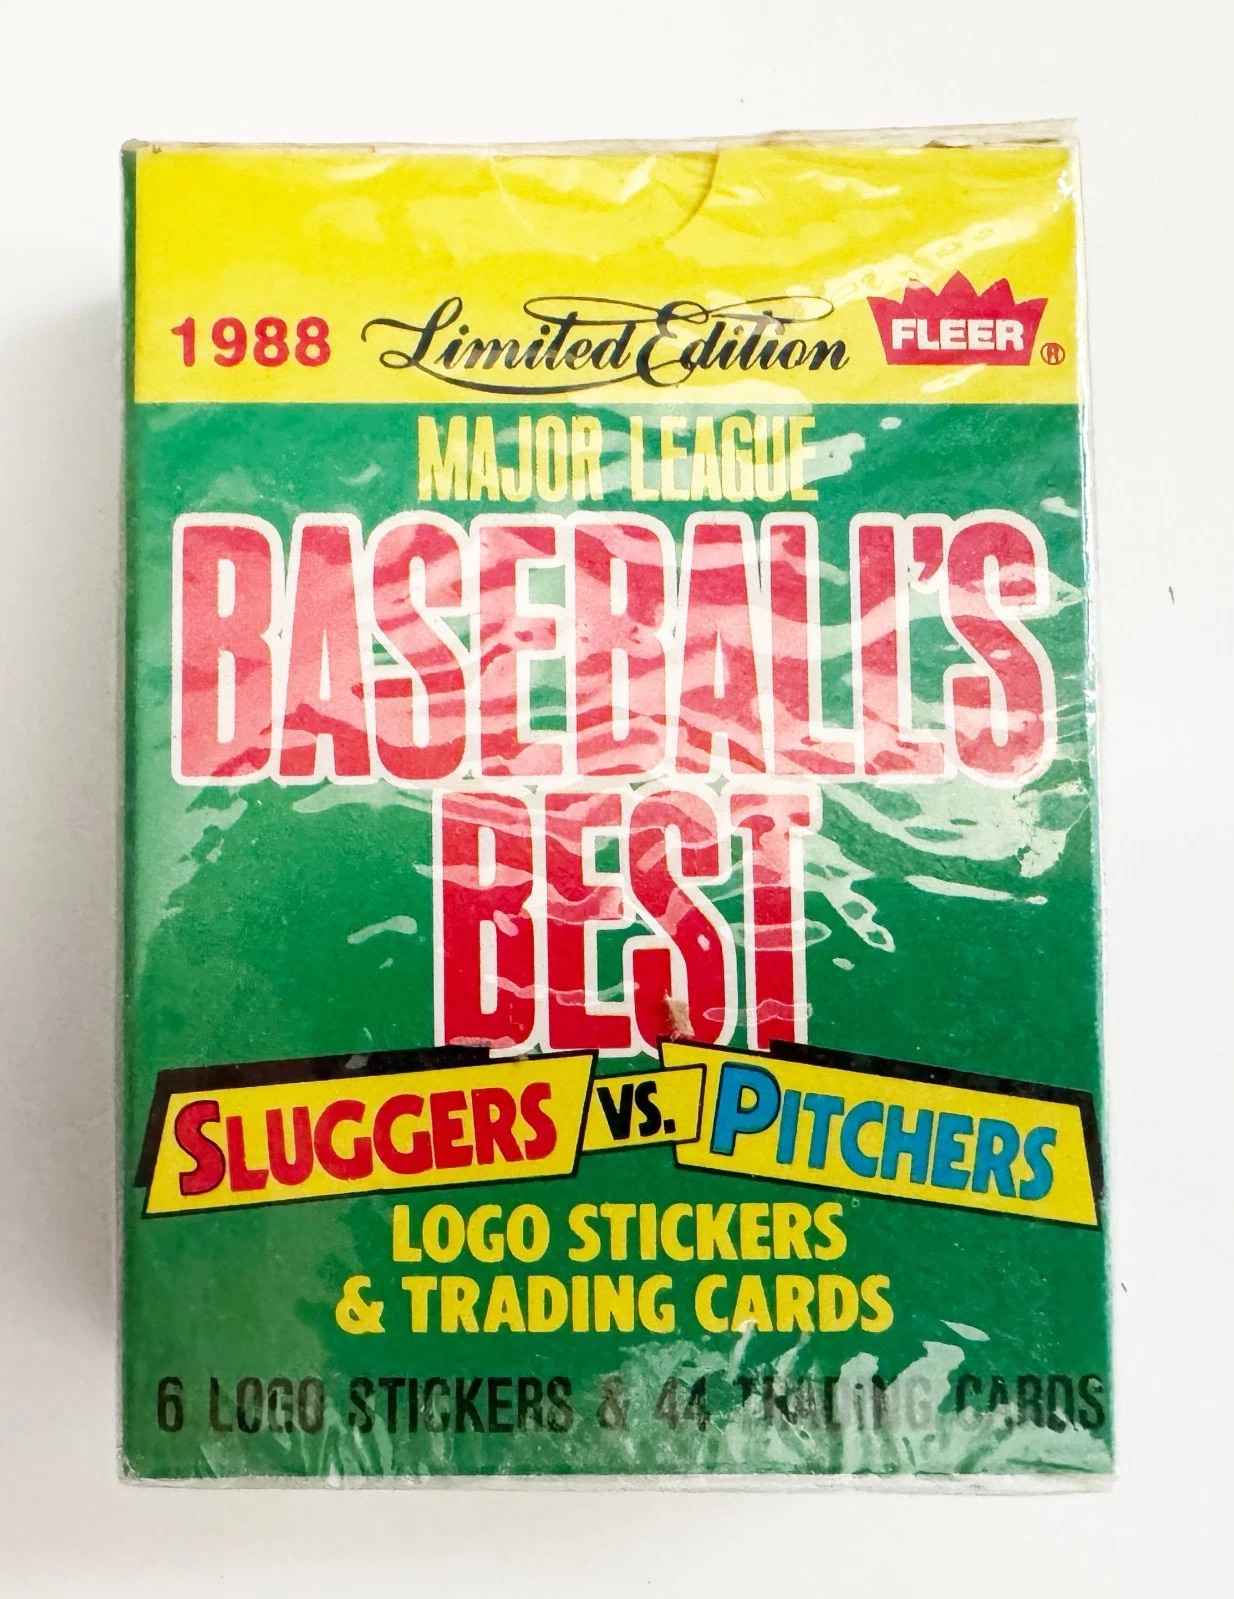 1988 Limited Edition FLEER ®
MAJOR LEAGUE
BASEBALL'S
BEST
SLUGGERS VS. PITCHERS
LOGO STICKERS
& TRADING CARDS
6 LOGO STICKERS & 44 TRADING CARDS